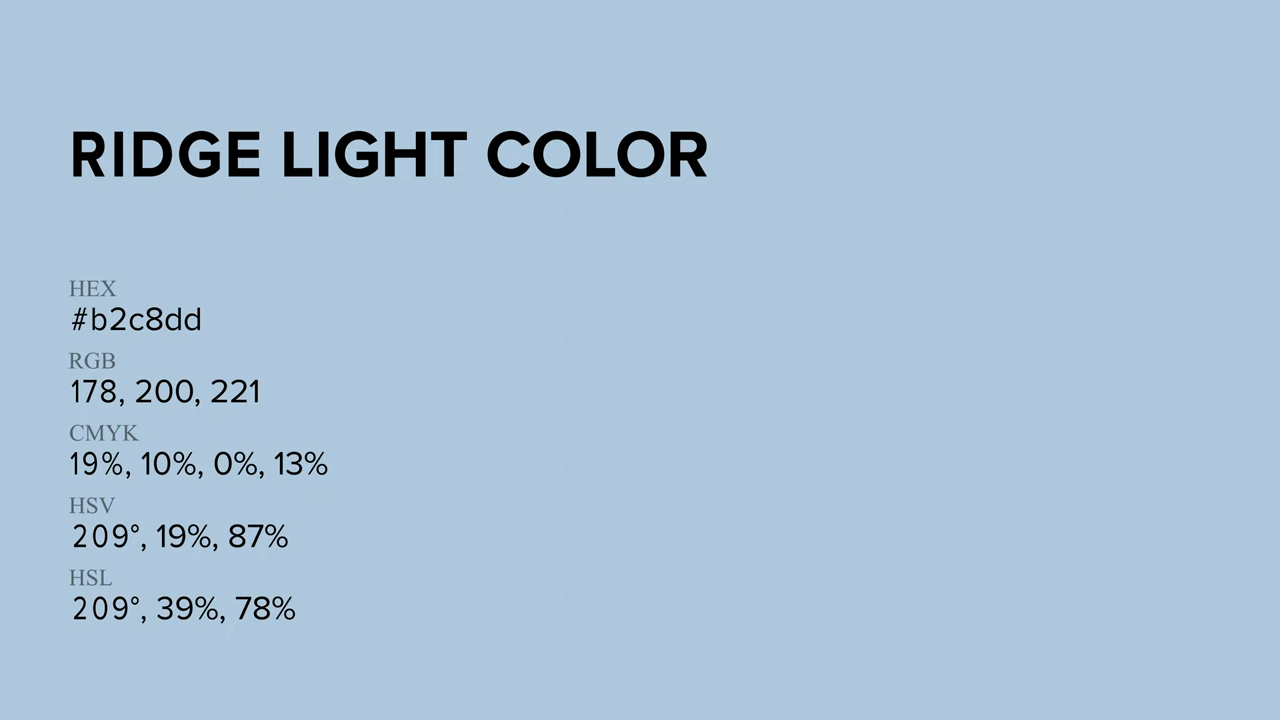 RIDGE LIGHT COLOR
HEX
#b2c8dd
RGB
178, 200, 221
CMYK
19%, 10%, 0%, 13%
HSV
209°, 19%, 87%
HSL
209°, 39%, 78%